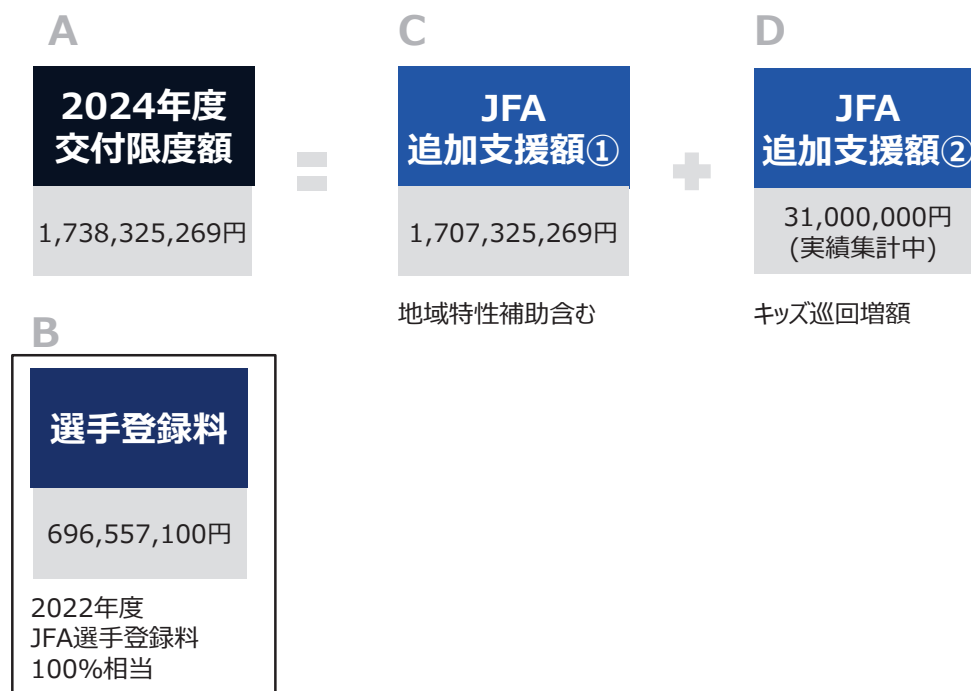 A
2024年度
交付限度額
1,738,325,269円
=
C
JFA
追加支援額①
1,707,325,269円
地域特性補助含む
+
D
JFA
追加支援額②
31,000,000円
(実績集計中)
キッズ巡回増額
B
選手登録料
696,557,100円
2022年度
JFA選手登録料
100%相当